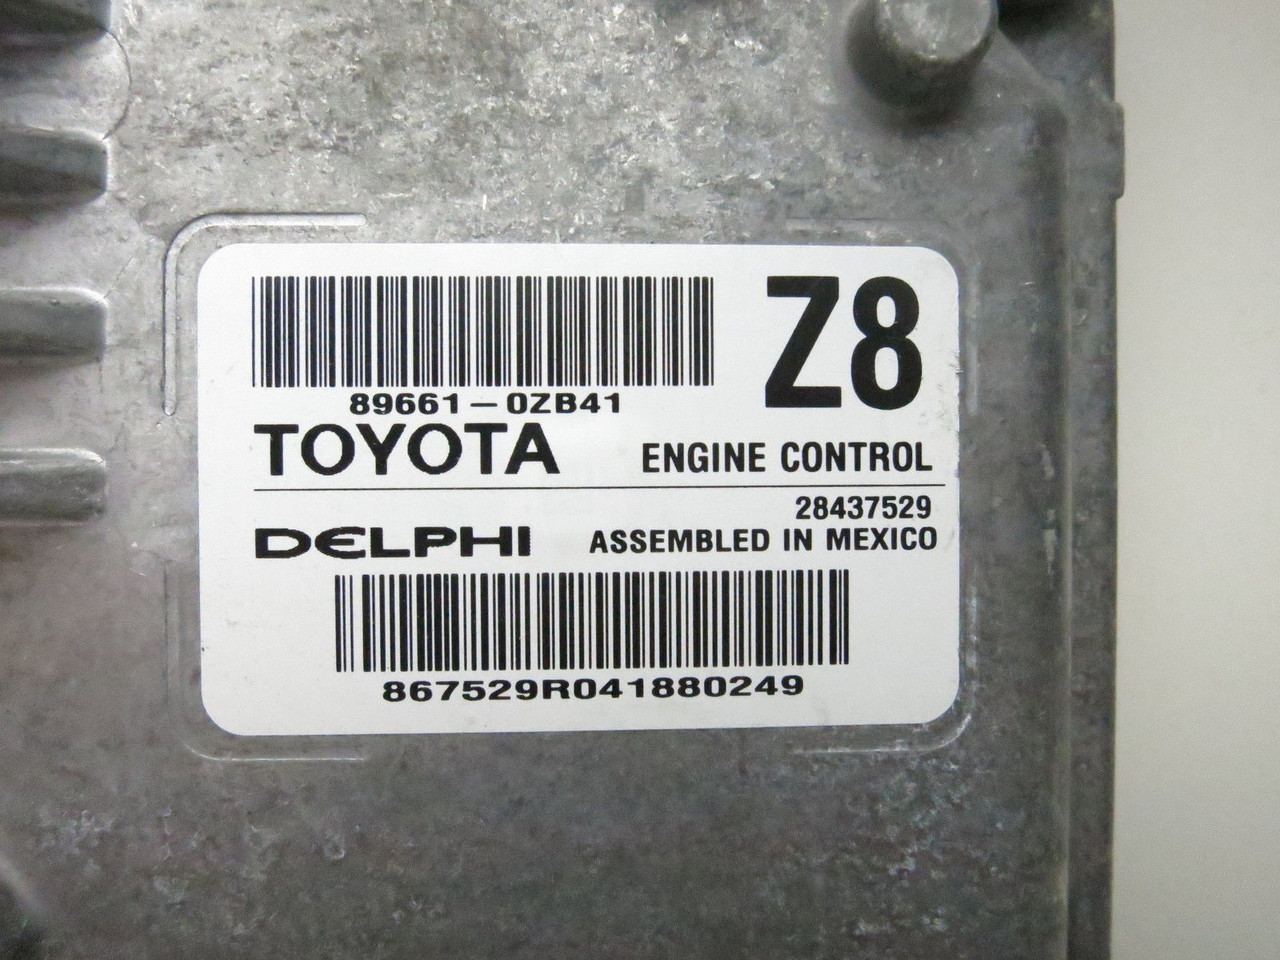 Z8
89661-0ZB41
TOYOTA ENGINE CONTROL
28437529
DELPHI ASSEMBLED IN MEXICO
867529R041880249